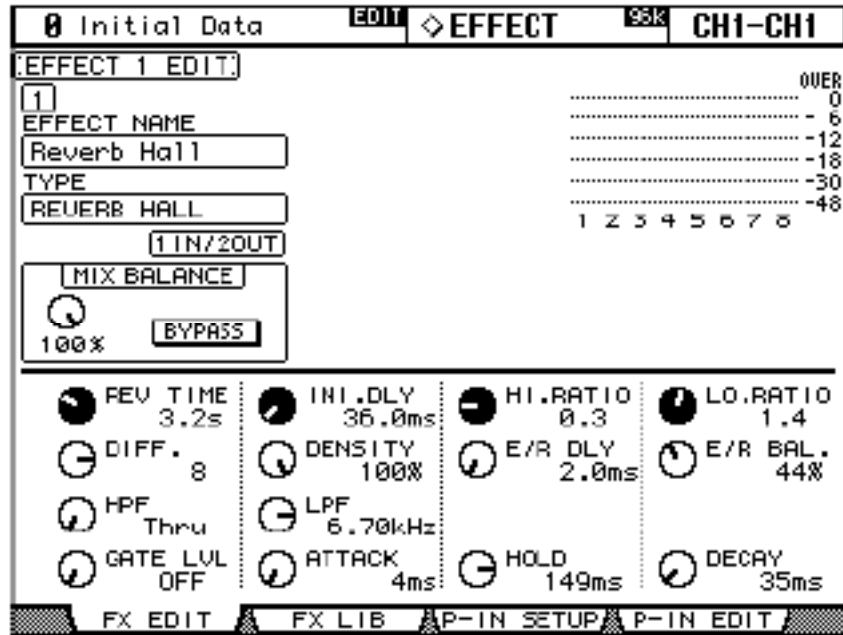 0 Initial Data EDIT ◇EFFECT 96K CH1-CH1
EFFECT 1 EDIT
1
EFFECT NAME
Reverb Hall
TYPE
REVERB HALL
1 IN/2OUT
MIX BALANCE
100%
BYPASS
OVER
0
- 6
-12
-18
-30
-48
1 2 3 4 5 6 7 8
REV TIME INI.DLY HI.RATIO LO.RATIO
3.2s 36.0ms 0.3 1.4
DIFF. DENSITY E/R DLY E/R BAL.
8 100% 2.0ms 44%
HPF LPF
Thru 6.70kHz
GATE LVL ATTACK HOLD DECAY
OFF 4ms 149ms 35ms
FX EDIT FX LIB P-IN SETUP P-IN EDIT